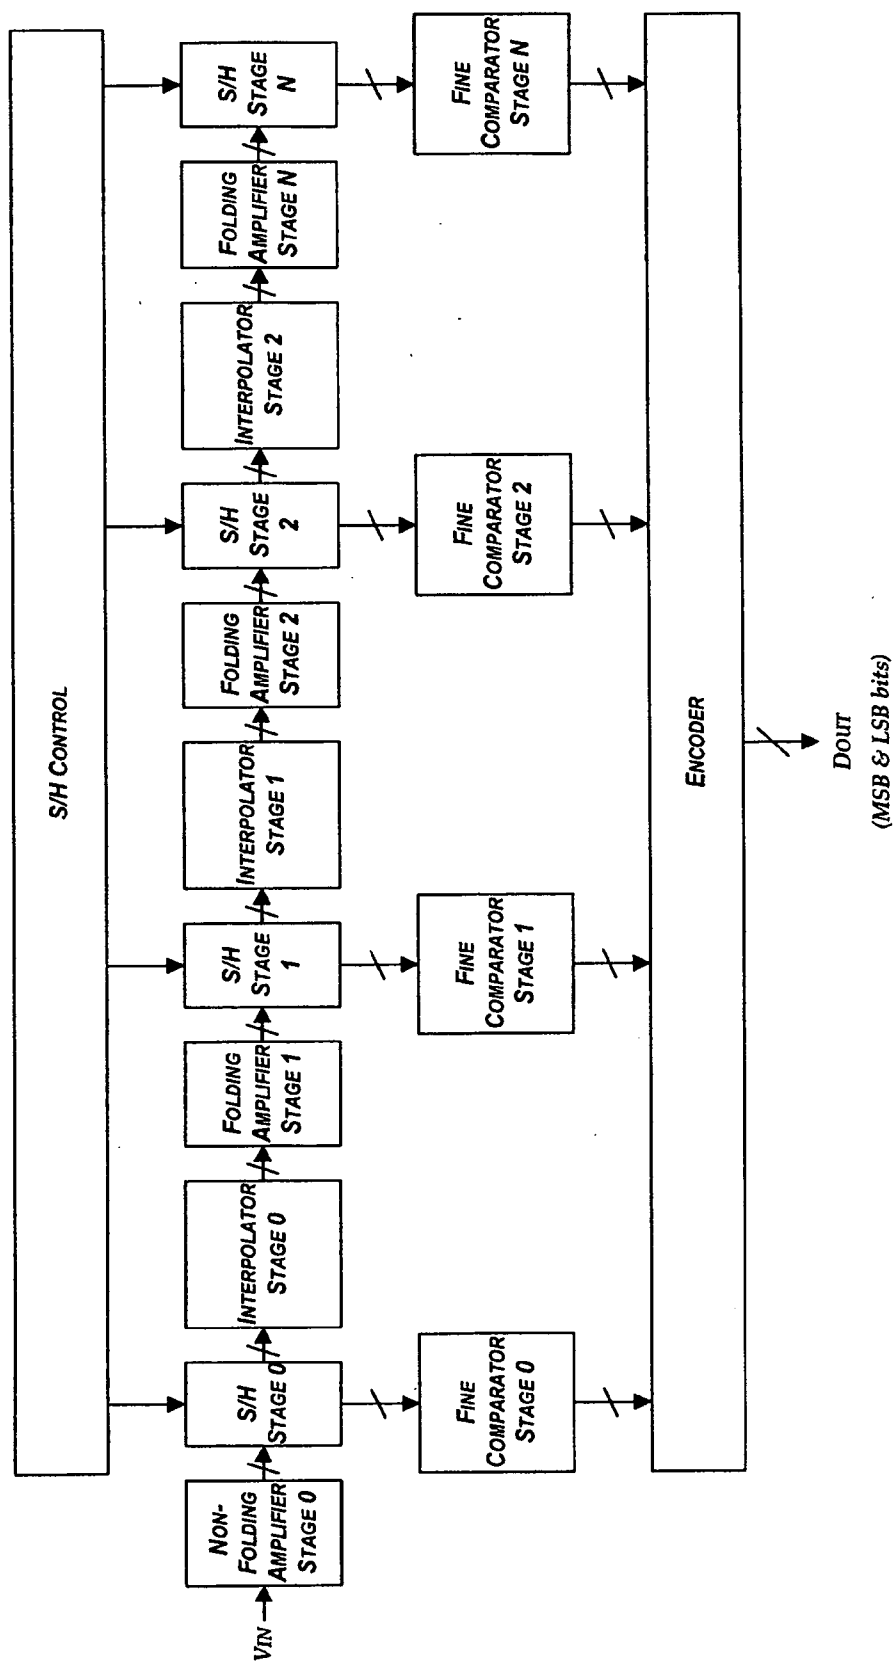 S/H CONTROL
VIN
NON-
FOLDING
AMPLIFIER
STAGE 0
S/H
STAGE 0
INTERPOLATOR
STAGE 0
FOLDING
AMPLIFIER
STAGE 1
S/H
STAGE
1
INTERPOLATOR
STAGE 1
FOLDING
AMPLIFIER
STAGE 2
S/H
STAGE
2
INTERPOLATOR
STAGE 2
FOLDING
AMPLIFIER
STAGE N
S/H
STAGE
N
FINE
COMPARATOR
STAGE 0
FINE
COMPARATOR
STAGE 1
FINE
COMPARATOR
STAGE 2
FINE
COMPARATOR
STAGE N
ENCODER
DOUT
(MSB & LSB bits)